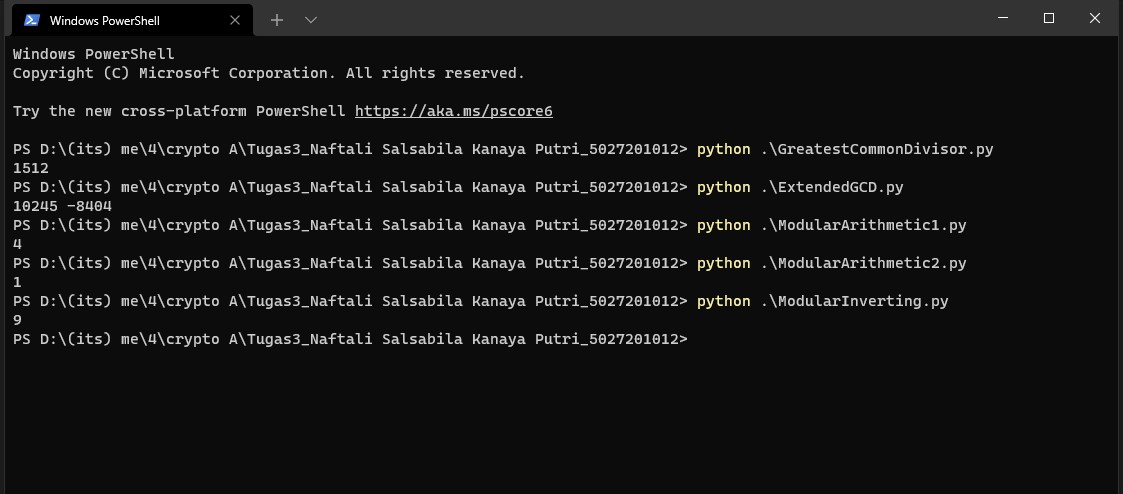 Windows PowerShell
Windows PowerShell
Copyright (C) Microsoft Corporation. All rights reserved.
Try the new cross-platform PowerShell https://aka.ms/pscore6
PS D:\(its) me\4\crypto A\Tugas3_Naftali Salsabila Kanaya Putri_5027201012> python .\GreatestCommonDivisor.py
1512
PS D:\(its) me\4\crypto A\Tugas3_Naftali Salsabila Kanaya Putri_5027201012> python .\ExtendedGCD.py
10245 -8404
PS D:\(its) me\4\crypto A\Tugas3_Naftali Salsabila Kanaya Putri_5027201012> python .\ModularArithmetic1.py
4
PS D:\(its) me\4\crypto A\Tugas3_Naftali Salsabila Kanaya Putri_5027201012> python .\ModularArithmetic2.py
1
PS D:\(its) me\4\crypto A\Tugas3_Naftali Salsabila Kanaya Putri_5027201012> python .\ModularInverting.py
9
PS D:\(its) me\4\crypto A\Tugas3_Naftali Salsabila Kanaya Putri_5027201012>